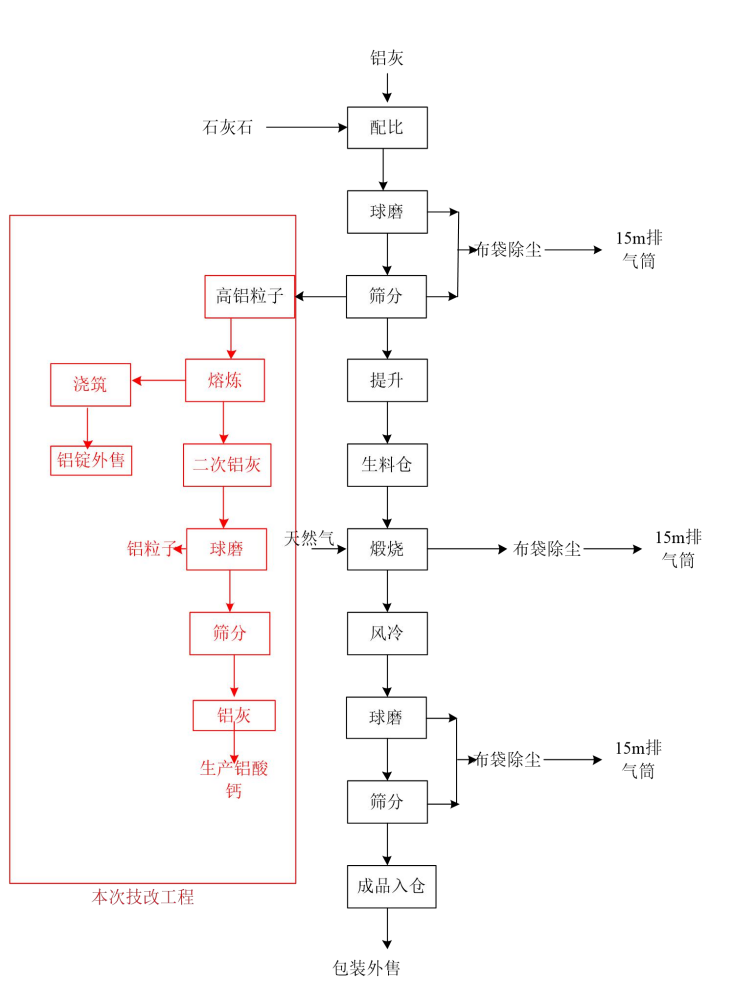 铝灰
石灰石
配比
球磨
布袋除尘
15m排
气筒
高铝粒子
筛分
浇筑
熔炼
提升
铝锭外售
二次铝灰
生料仓
铝粒子
球磨
天然气
煅烧
布袋除尘
15m排
气筒
筛分
风冷
铝灰
球磨
布袋除尘
15m排
气筒
生产铝酸
钙
筛分
成品入仓
本次技改工程
包装外售